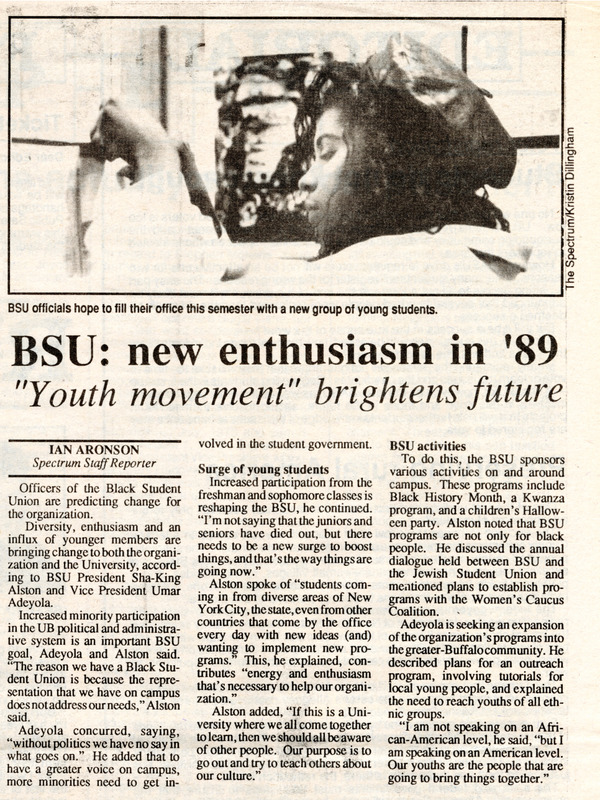 The Spectrum/Kristin Dillingham
BSU officials hope to fill their office this semester with a new group of young students.
BSU: new enthusiasm in '89
"Youth movement" brightens future
IAN ARONSON
Spectrum Staff Reporter
Officers of the Black Student
Union are predicting change for
the organization.
Diversity, enthusiasm and an
influx of younger members are
bringing change to both the organi-
zation and the University, accord-
ing to BSU President Sha-King
Alston and Vice President Umar
Adeyola.
Increased minority participation
in the UB political and administra-
tive system is an important BSU
goal, Adeyola and Alston said.
"The reason we have a Black Stu-
dent Union is because the repre-
sentation that we have on campus
does not address our needs," Alston
said.
Adeyola concurred, saying,
"without politics we have no say in
what goes on." He added that to
have a greater voice on campus,
more minorities need to get in-
volved in the student government.
Surge of young students
Increased participation from the
freshman and sophomore classes is
reshaping the BSU, he continued.
"I'm not saying that the juniors and
seniors have died out, but there
needs to be a new surge to boost
things, and that's the way things are
going now."
Alston spoke of "students com-
ing in from diverse areas of New
York City, the state, even from other
countries that come by the office
every day with new ideas (and)
wanting to implement new pro-
grams." This, he explained, con-
tributes "energy and enthusiasm
that's necessary to help our organi-
zation."
Alston added, "If this is a Uni-
versity where we all come together
to learn, then we should all be aware
of other people. Our purpose is to
go out and try to teach others about
our culture."
BSU activities
To do this, the BSU sponsors
various activities on and around
campus. These programs include
Black History Month, a Kwanza
program, and a children's Hallow-
een party. Alston noted that BSU
programs are not only for black
people. He discussed the annual
dialogue held between BSU and
the Jewish Student Union and
mentioned plans to establish pro-
grams with the Women's Caucus
Coalition.
Adeyola is seeking an expansion
of the organization's programs into
the greater-Buffalo community. He
described plans for an outreach
program, involving tutorials for
local young people, and explained
the need to reach youths of all eth-
nic groups.
"I am not speaking on an Afri-
can-American level, he said, "but I
am speaking on an American level.
Our youths are the people that are
going to bring things together."